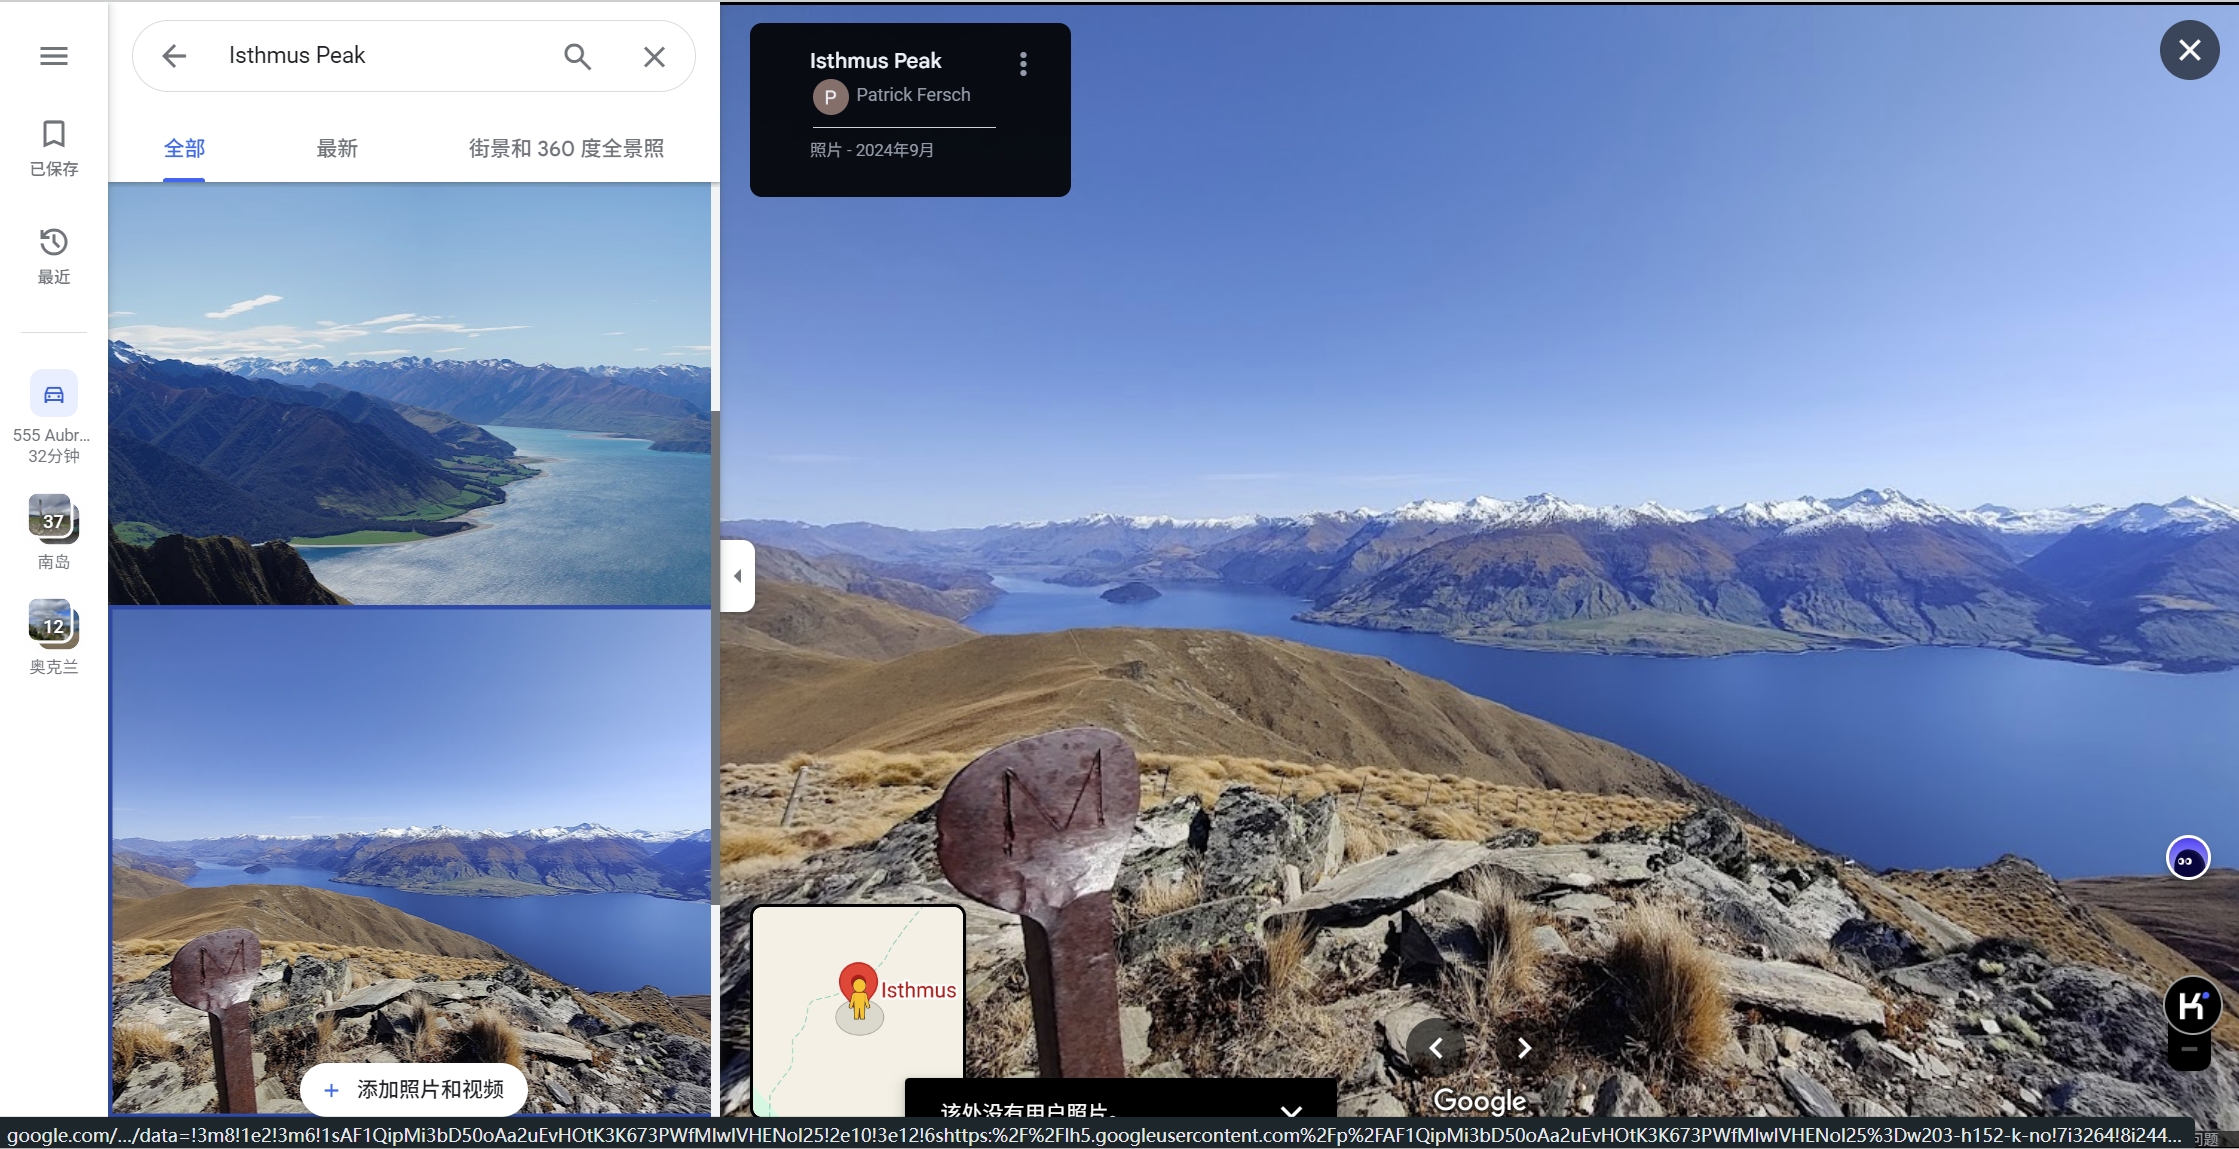 Isthmus Peak
全部
最新
街景和 360 度全景照
已保存
最近
555 Aubr...
32分钟
37
南岛
12
奥克兰
添加照片和视频
Isthmus Peak
P
Patrick Fersch
照片 - 2024年9月
M
Isthmus
该处没有用户照片。
Google
google.com/.../data=!3m8!1e2!3m6!1sAF1QipMi3bD50oAa2uEvHOtK3K673PWfMlwlVHENoI25!2e10!3e12!6shttps:%2F%2Flh5.googleusercontent.com%2Fp%2FAF1QipMi3bD50oAa2uEvHOtK3K673PWfMlwlVHENoI25%3Dw203-h152-k-no!7i3264!8i244...
问题